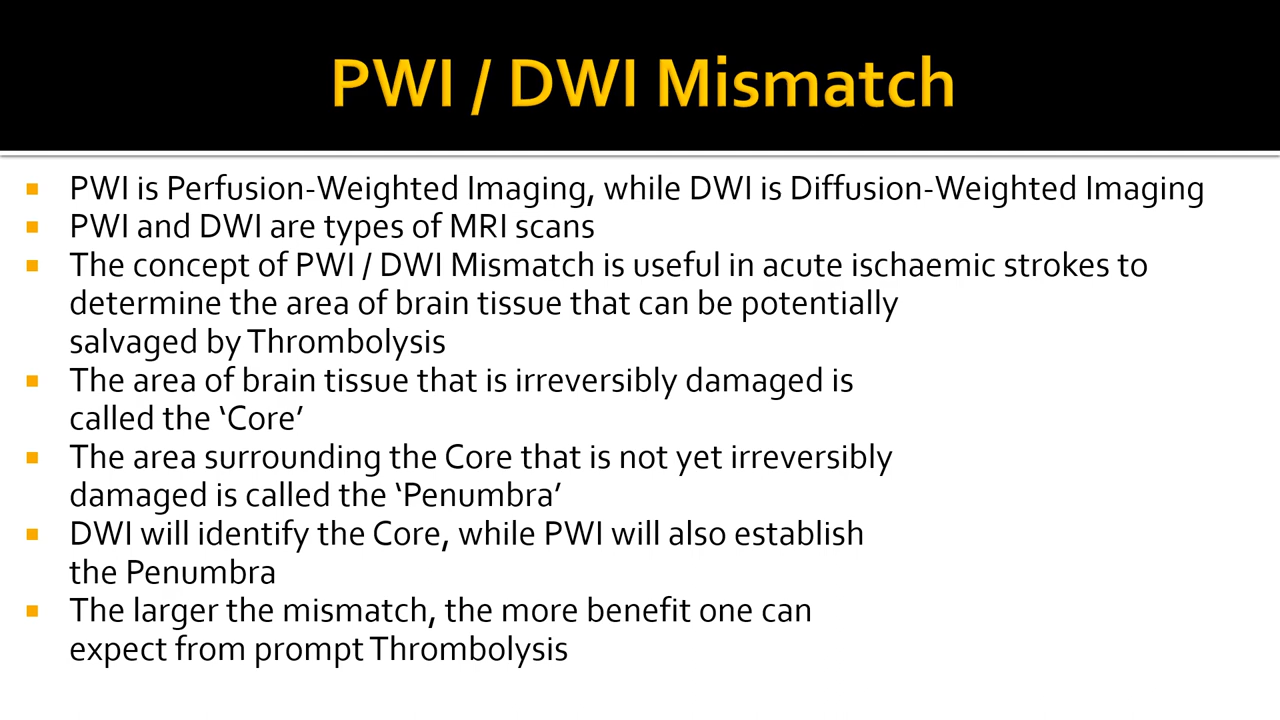 PWI / DWI Mismatch
PWI is Perfusion-Weighted Imaging, while DWI is Diffusion-Weighted Imaging
PWI and DWI are types of MRI scans
The concept of PWI / DWI Mismatch is useful in acute ischaemic strokes to
determine the area of brain tissue that can be potentially
salvaged by Thrombolysis
The area of brain tissue that is irreversibly damaged is
called the ‘Core’
The area surrounding the Core that is not yet irreversibly
damaged is called the ‘Penumbra’
DWI will identify the Core, while PWI will also establish
the Penumbra
The larger the mismatch, the more benefit one can
expect from prompt Thrombolysis